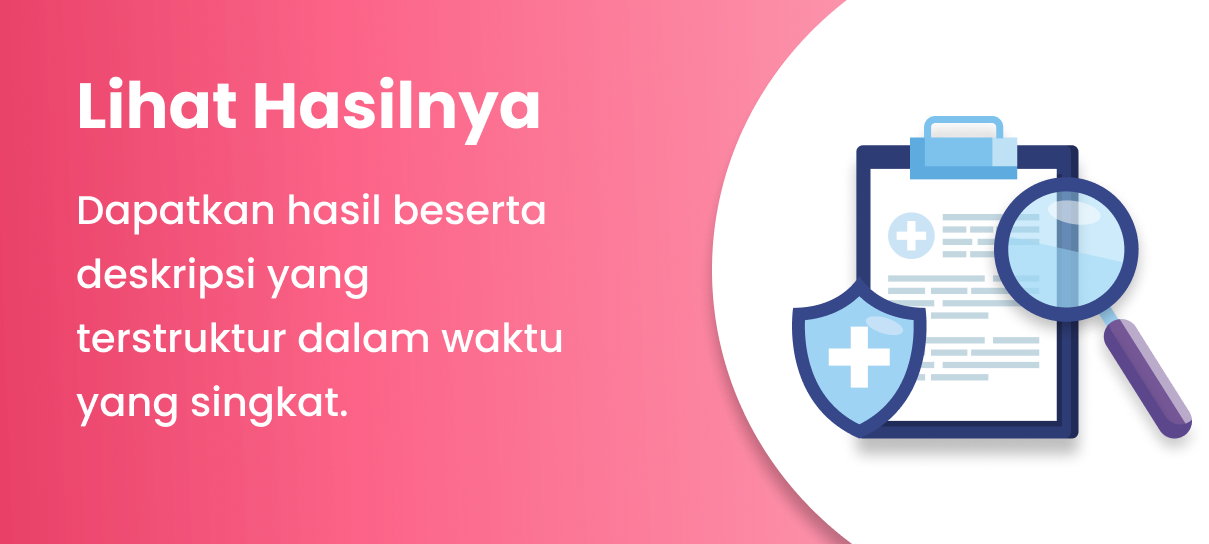 Lihat Hasilnya
Dapatkan hasil beserta
deskripsi yang
terstruktur dalam waktu
yang singkat.